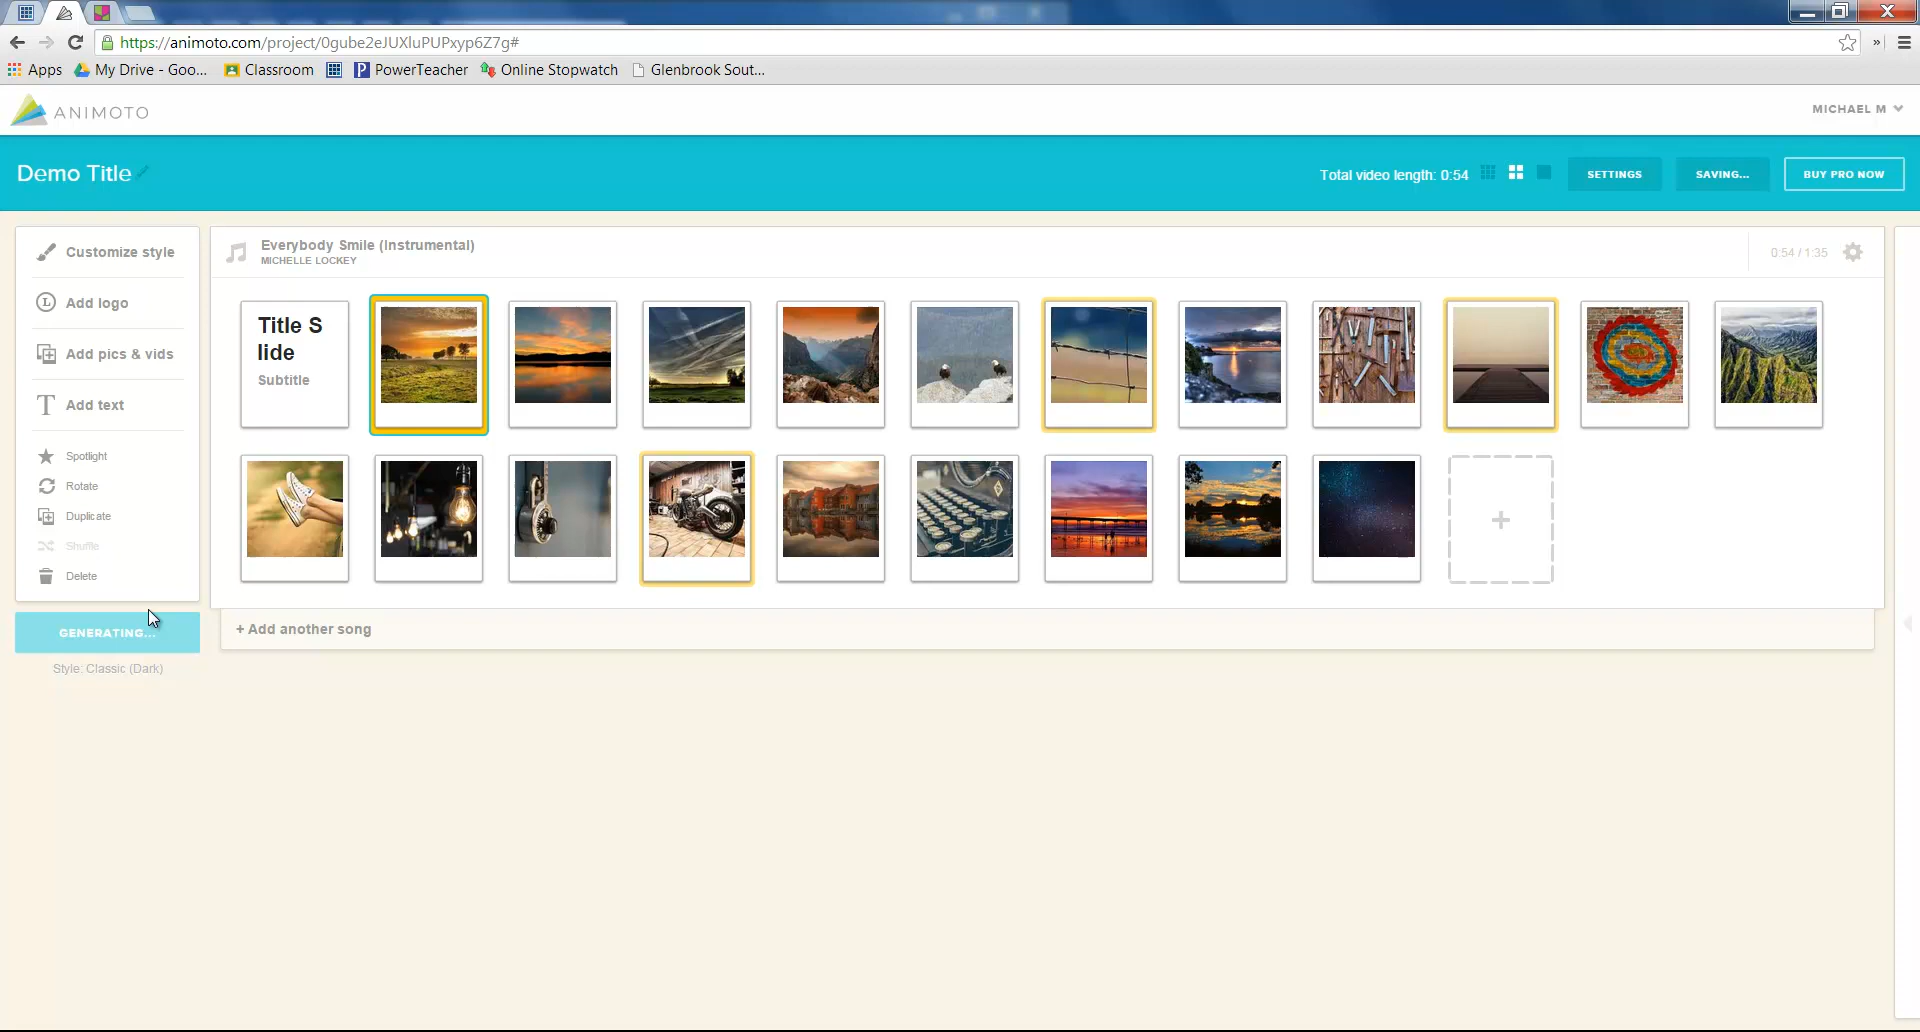 https://animoto.com/project/0gube2eJUXluPUPxyp6Z7g#
Apps My Drive - Goo... Classroom PowerTeacher Online Stopwatch Glenbrook Sout...
ANIMOTO
MICHAEL M
Demo Title
Total video length: 0:54
SETTINGS
SAVING...
BUY PRO NOW
Customize style
Add logo
Add pics & vids
Add text
Spotlight
Rotate
Duplicate
Shuffle
Delete
GENERATING...
Style: Classic (Dark)
Everybody Smile (Instrumental)
MICHELLE LOCKEY
0:54 / 1:35
Title S
lide
Subtitle
+ Add another song